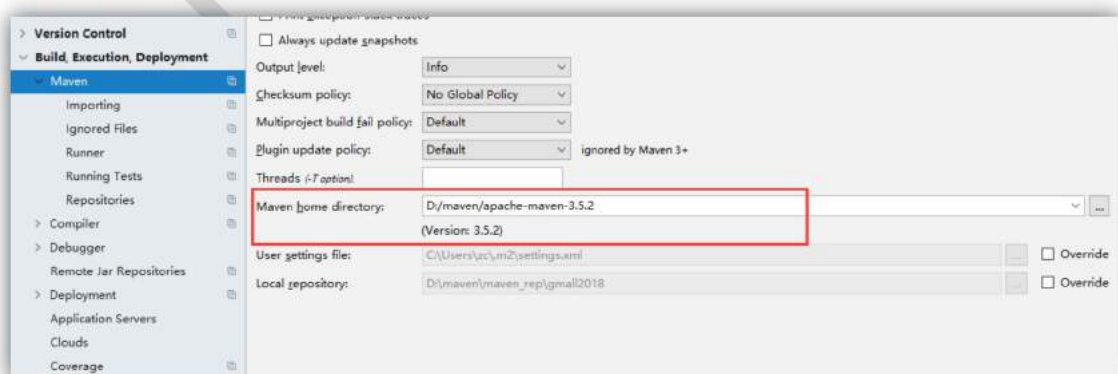 Print exception stack traces
Version Control
Always update snapshots
Build, Execution, Deployment
Output level: Info
Maven
Checksum policy: No Global Policy
Importing
Multiproject build fail policy: Default
Ignored Files
Plugin update policy: Default ignored by Maven 3+
Runner
Running Tests
Threads (-T option):
Repositories
Maven home directory: D:/maven/apache-maven-3.5.2 ...
Compiler
(Version: 3.5.2)
Debugger
User settings file: C:\Users\zc\.m2\settings.xml ... Override
Remote Jar Repositories
Local repository: D:\maven\maven_rep\gmall2018 ... Override
Deployment
Application Servers
Clouds
Coverage